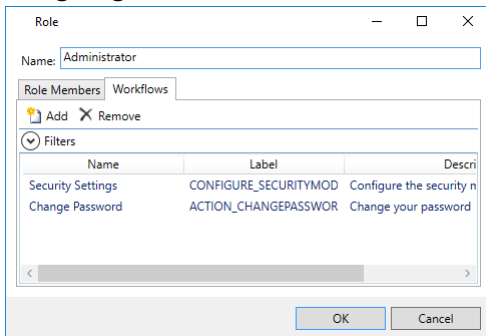 Role
Name: Administrator
Role Members Workflows
Add Remove
Filters
Name Label Descri
Security Settings CONFIGURE_SECURITYMOD Configure the security n
Change Password ACTION_CHANGEPASSWOR Change your password
OK Cancel